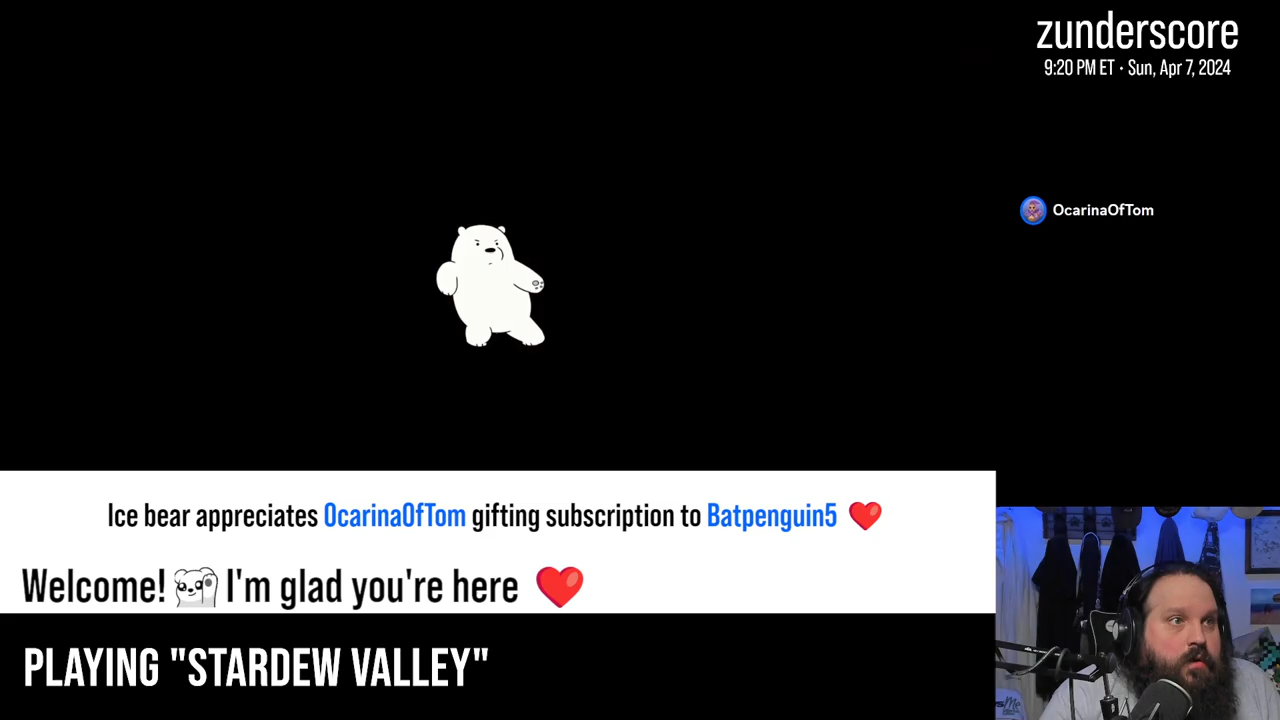 zunderscore
9:20 PM ET • Sun, Apr 7, 2024
OcarinaOfTom
Ice bear appreciates OcarinaOfTom gifting subscription to Batpenguin5 ❤️
Welcome! I'm glad you're here ❤️
PLAYING "STARDEW VALLEY"